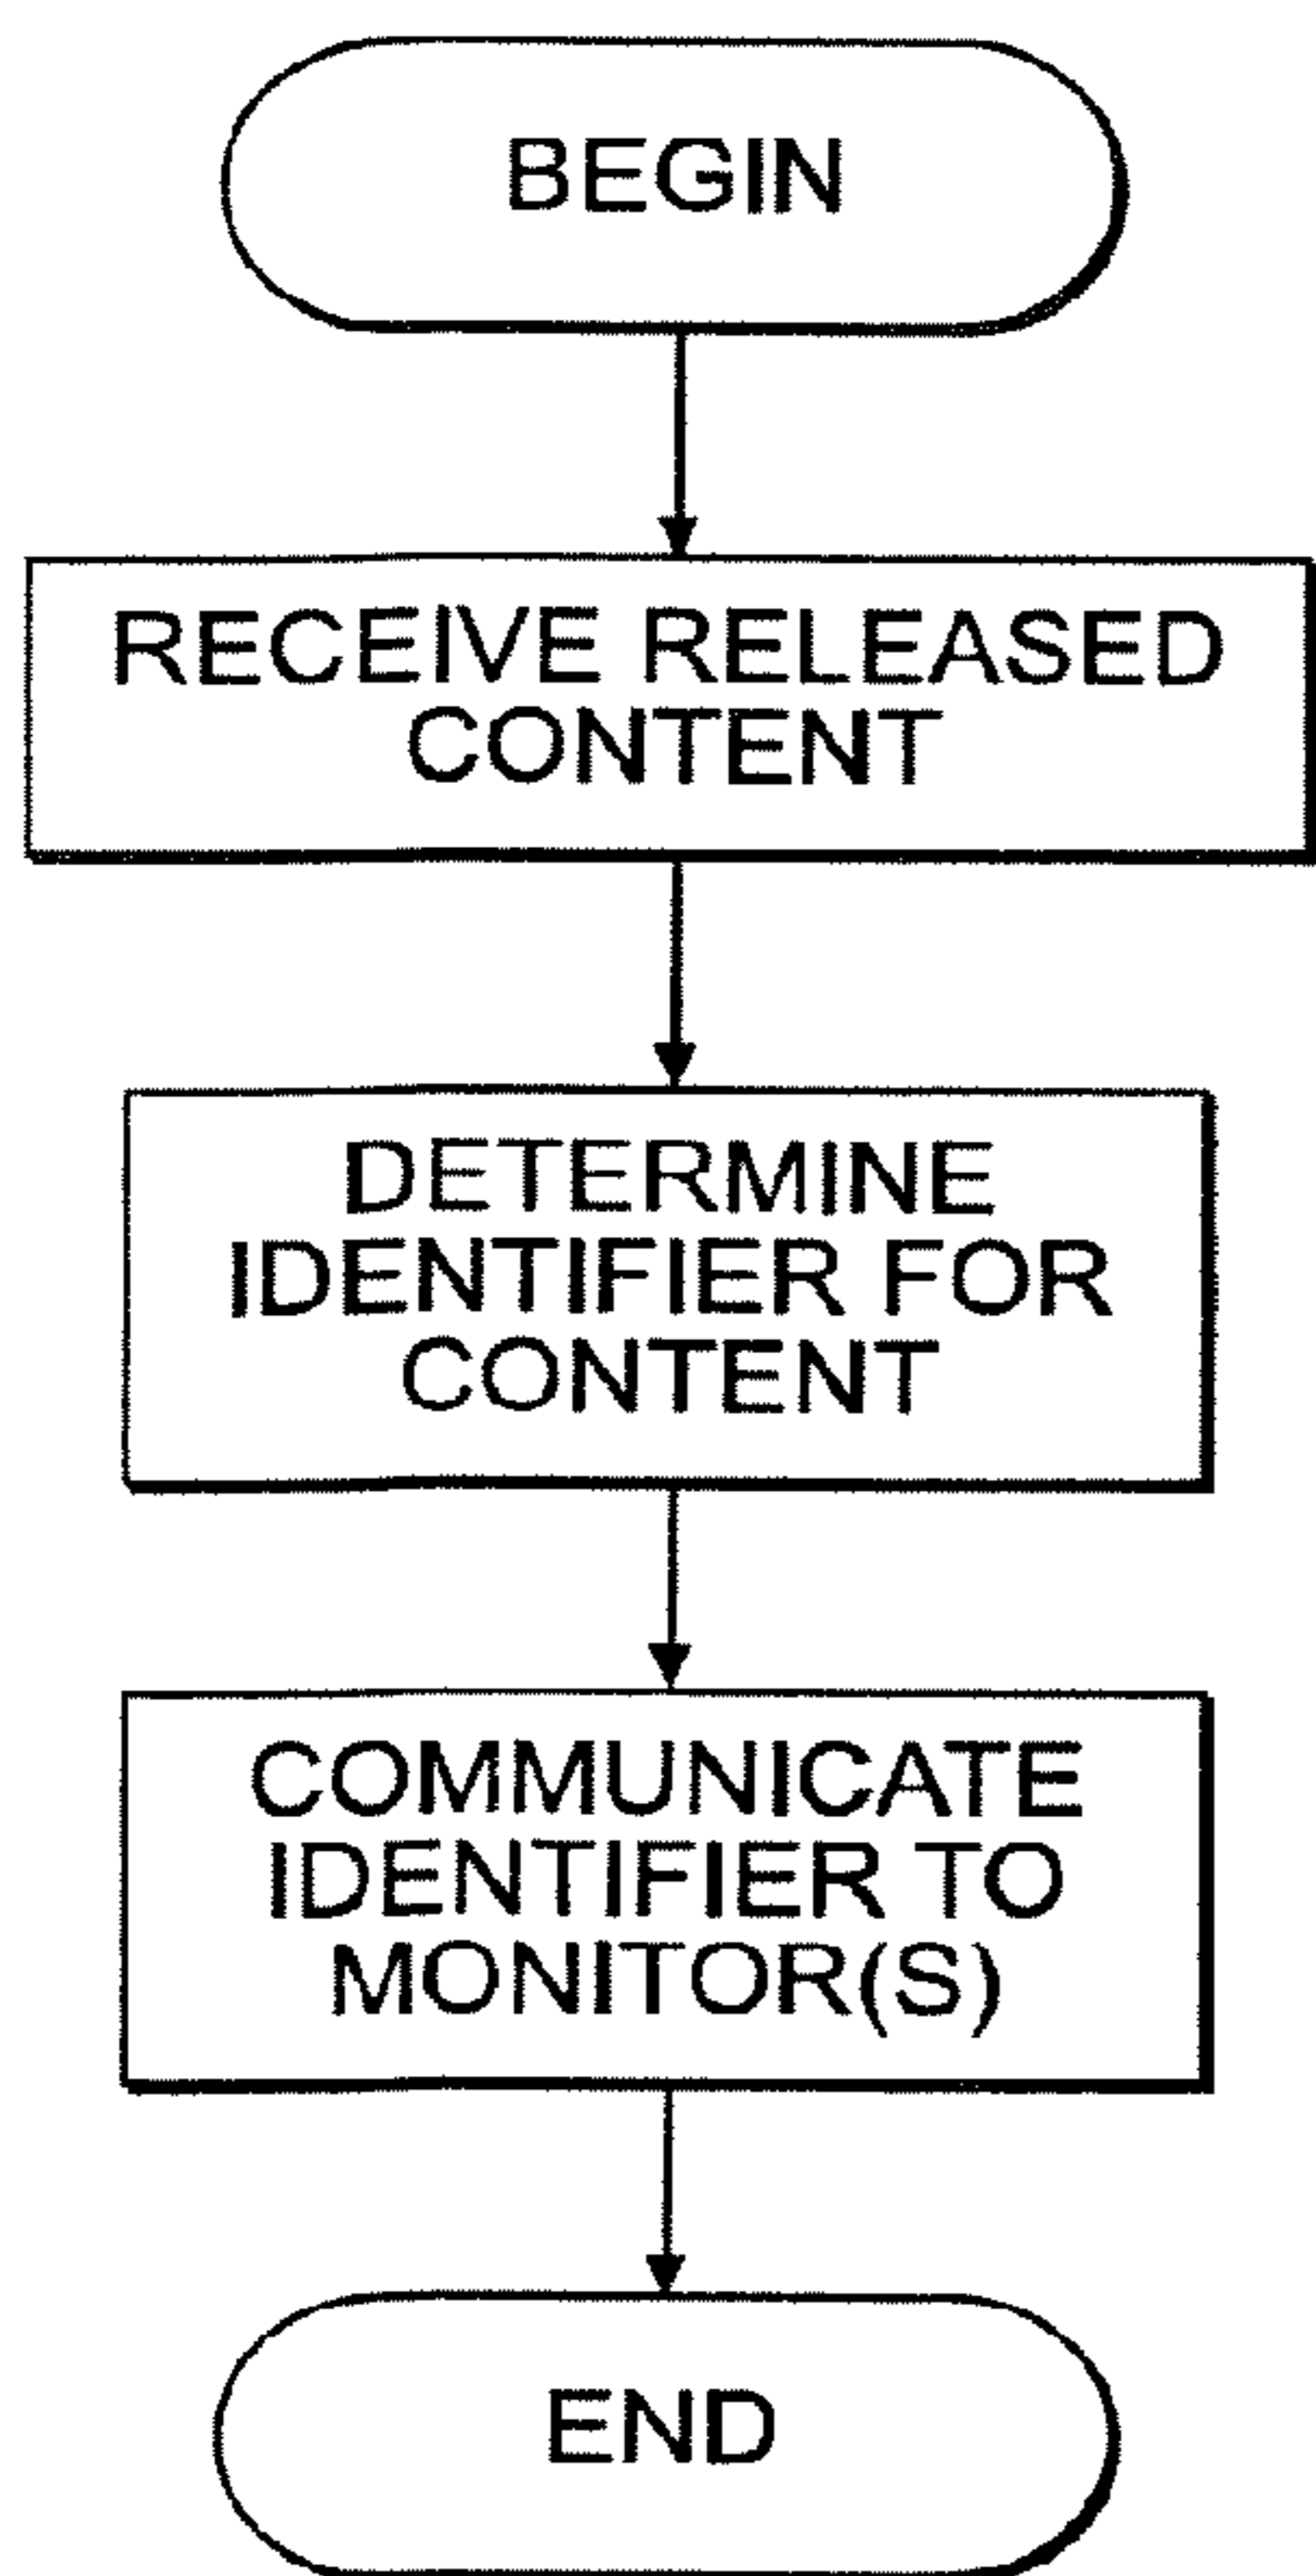 BEGIN
RECEIVE RELEASED
CONTENT
DETERMINE
IDENTIFIER FOR
CONTENT
COMMUNICATE
IDENTIFIER TO
MONITOR(S)
END